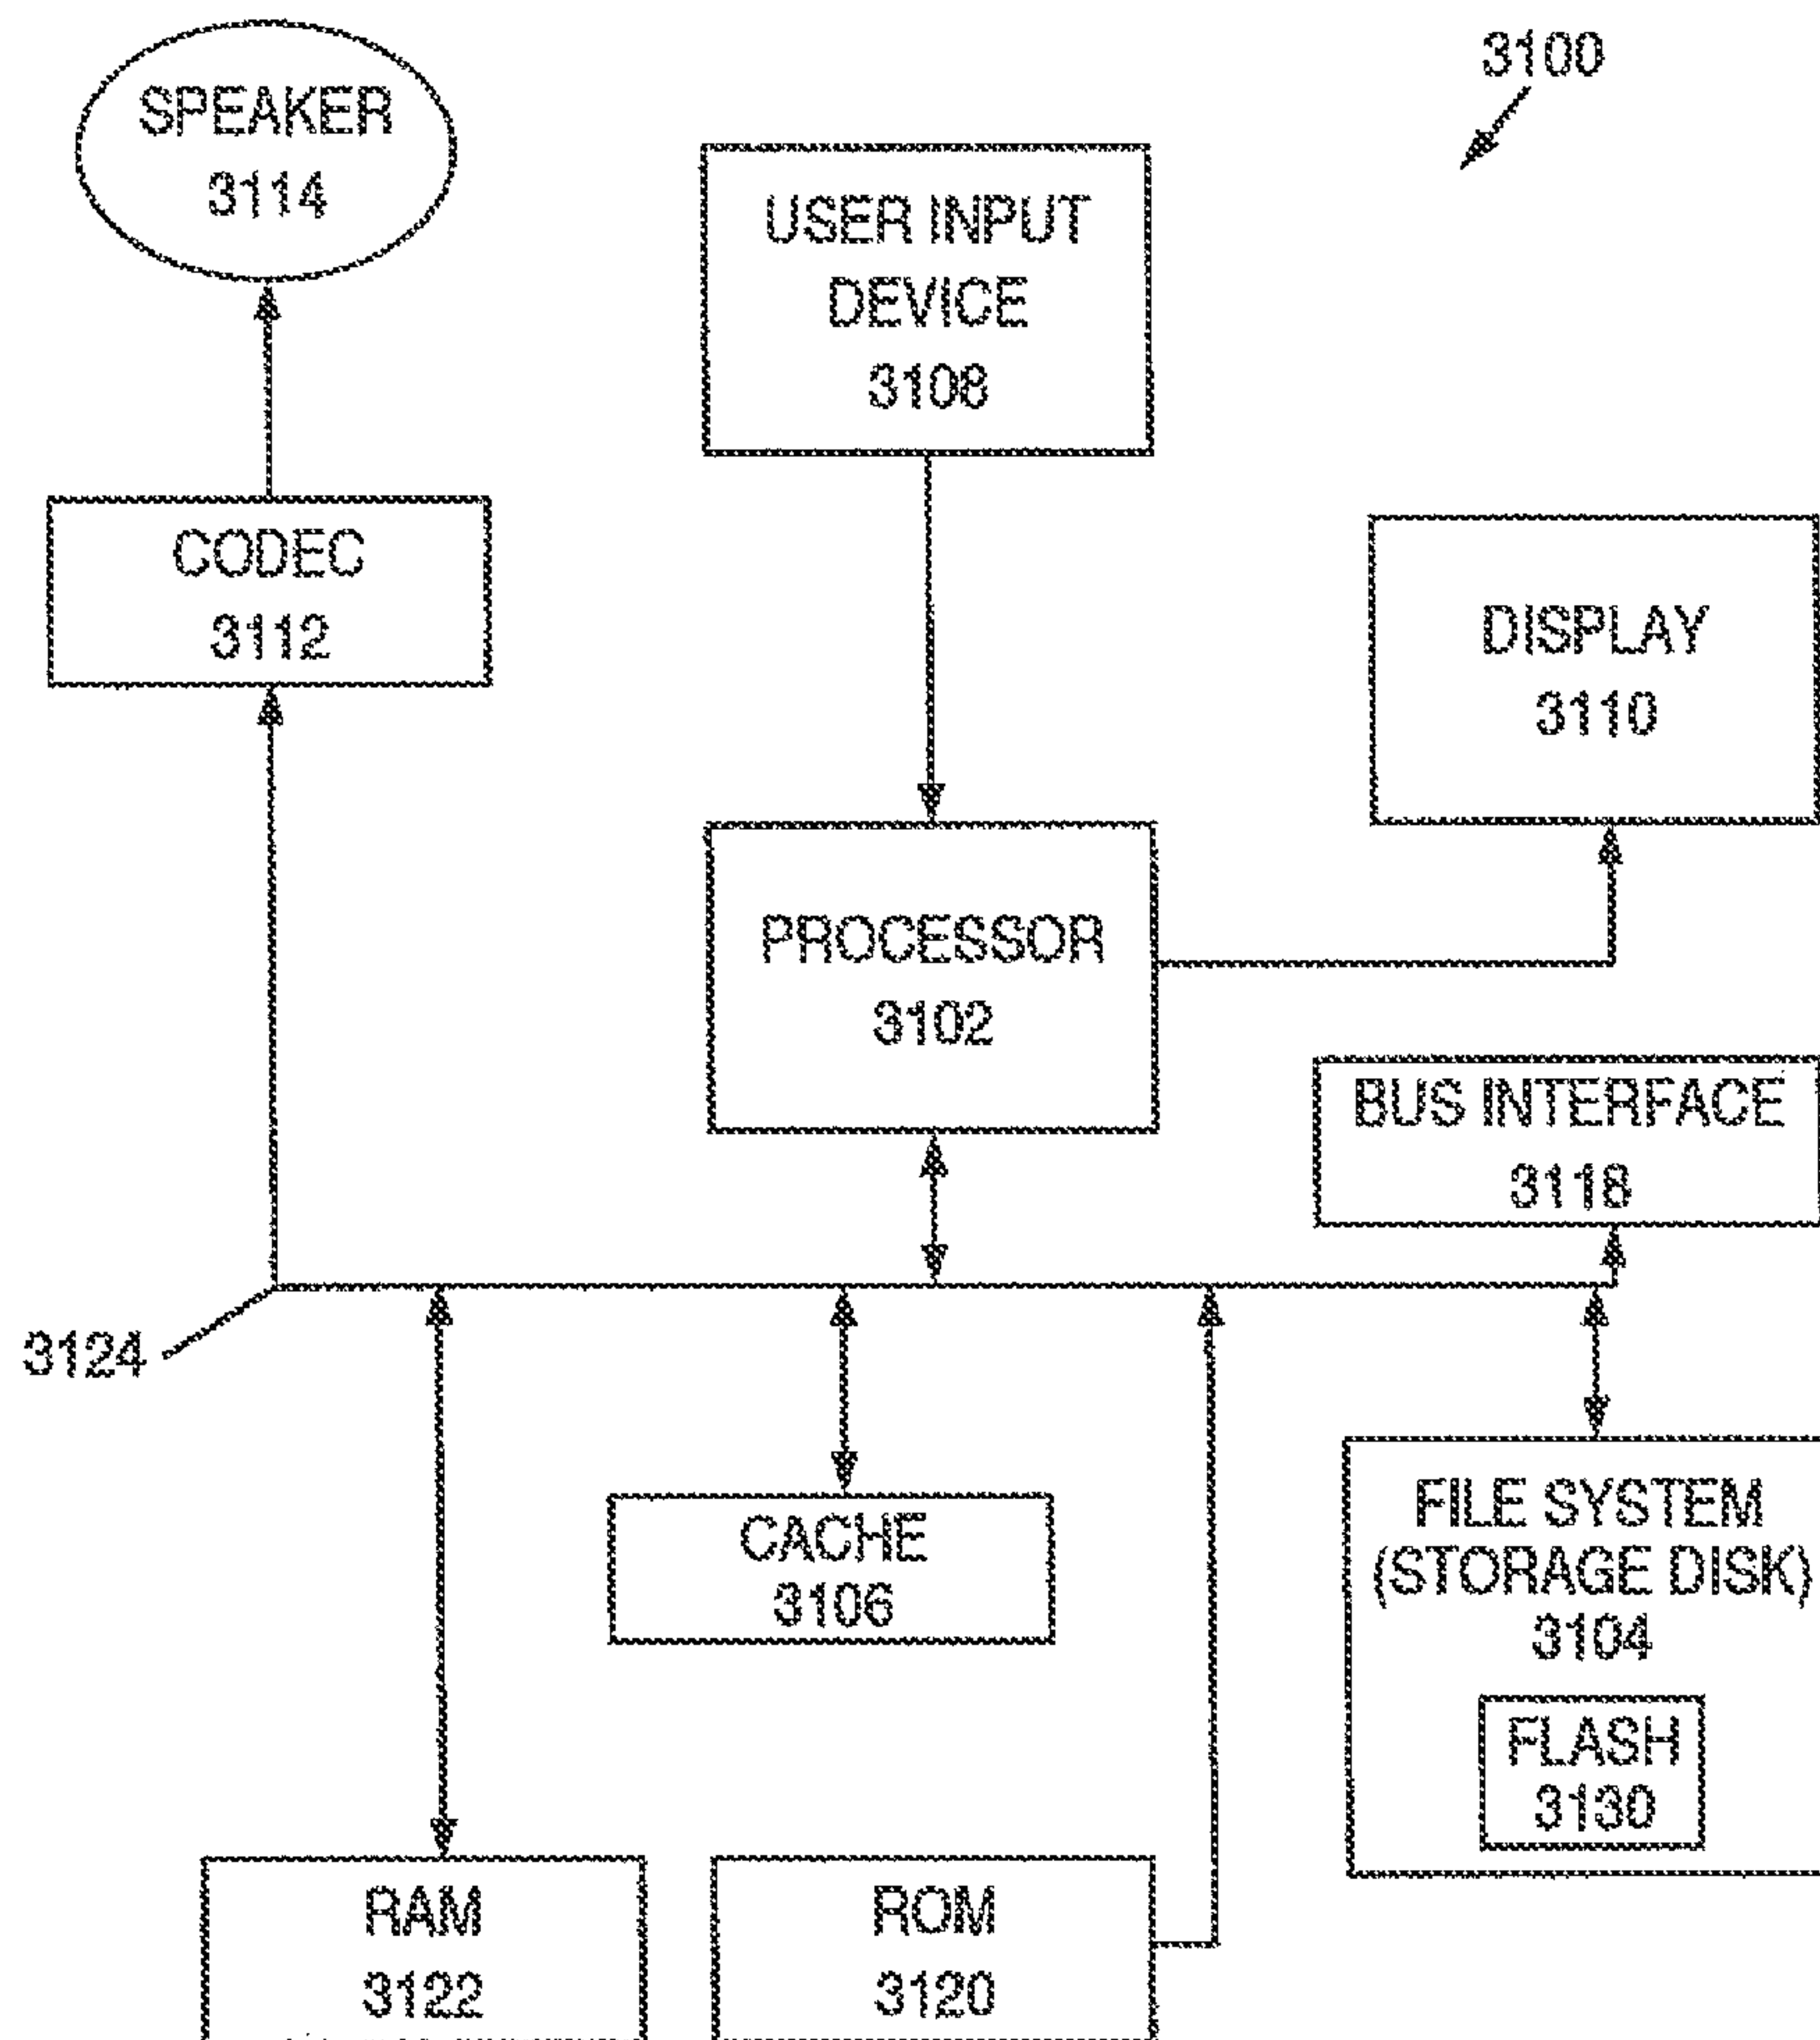 3100
SPEAKER
3114
USER INPUT
DEVICE
3108
CODEC
3112
DISPLAY
3110
PROCESSOR
3102
BUS INTERFACE
3118
3124
CACHE
3106
FILE SYSTEM
(STORAGE DISK)
3104
FLASH
3130
RAM
3122
ROM
3120